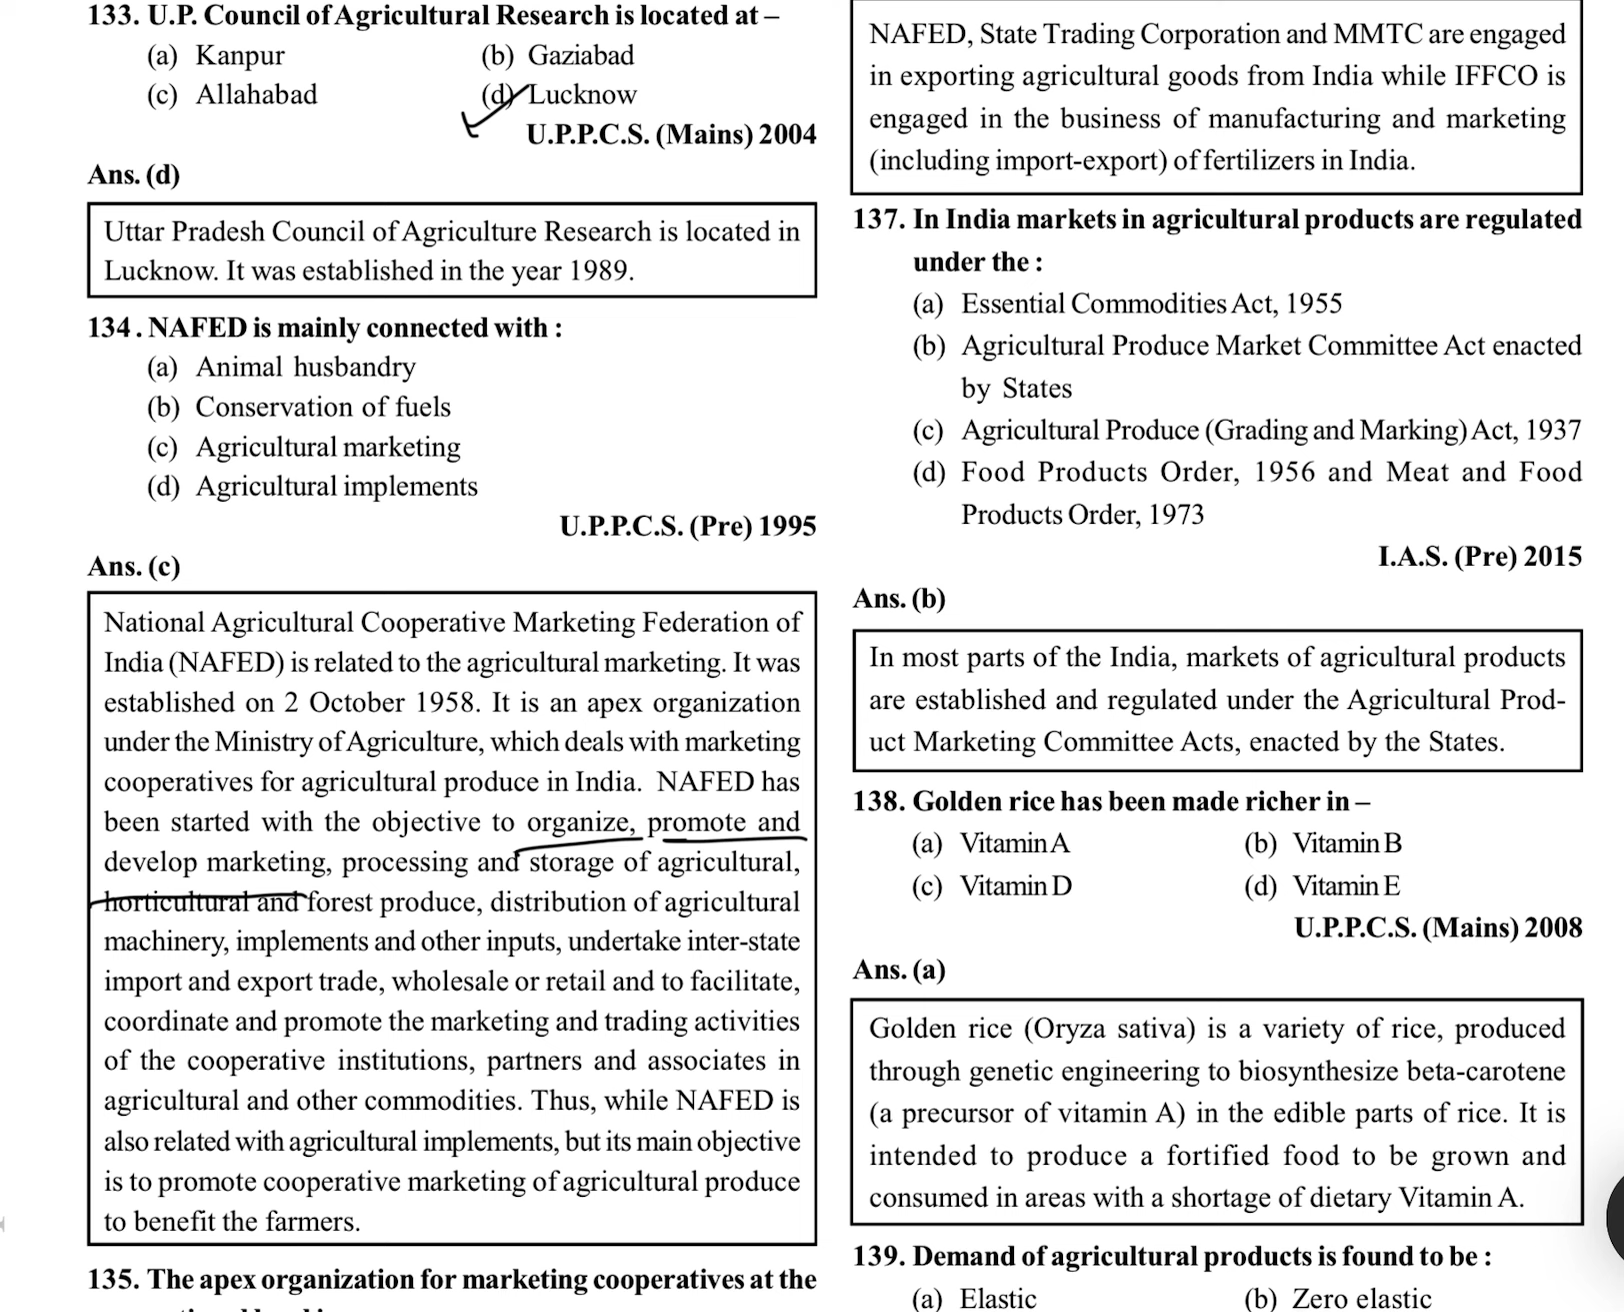 133. U.P. Council of Agricultural Research is located at –
(a) Kanpur (b) Gaziabad
(c) Allahabad (d) Lucknow
U.P.P.C.S. (Mains) 2004
Ans. (d)
Uttar Pradesh Council of Agriculture Research is located in
Lucknow. It was established in the year 1989.
134. NAFED is mainly connected with :
(a) Animal husbandry
(b) Conservation of fuels
(c) Agricultural marketing
(d) Agricultural implements
U.P.P.C.S. (Pre) 1995
Ans. (c)
National Agricultural Cooperative Marketing Federation of
India (NAFED) is related to the agricultural marketing. It was
established on 2 October 1958. It is an apex organization
under the Ministry of Agriculture, which deals with marketing
cooperatives for agricultural produce in India. NAFED has
been started with the objective to organize, promote and
develop marketing, processing and storage of agricultural,
horticultural and forest produce, distribution of agricultural
machinery, implements and other inputs, undertake inter-state
import and export trade, wholesale or retail and to facilitate,
coordinate and promote the marketing and trading activities
of the cooperative institutions, partners and associates in
agricultural and other commodities. Thus, while NAFED is
also related with agricultural implements, but its main objective
is to promote cooperative marketing of agricultural produce
to benefit the farmers.
135. The apex organization for marketing cooperatives at the
NAFED, State Trading Corporation and MMTC are engaged
in exporting agricultural goods from India while IFFCO is
engaged in the business of manufacturing and marketing
(including import-export) of fertilizers in India.
137. In India markets in agricultural products are regulated
under the :
(a) Essential Commodities Act, 1955
(b) Agricultural Produce Market Committee Act enacted
by States
(c) Agricultural Produce (Grading and Marking) Act, 1937
(d) Food Products Order, 1956 and Meat and Food
Products Order, 1973
I.A.S. (Pre) 2015
Ans. (b)
In most parts of the India, markets of agricultural products
are established and regulated under the Agricultural Prod-
uct Marketing Committee Acts, enacted by the States.
138. Golden rice has been made richer in –
(a) Vitamin A (b) Vitamin B
(c) Vitamin D (d) Vitamin E
U.P.P.C.S. (Mains) 2008
Ans. (a)
Golden rice (Oryza sativa) is a variety of rice, produced
through genetic engineering to biosynthesize beta-carotene
(a precursor of vitamin A) in the edible parts of rice. It is
intended to produce a fortified food to be grown and
consumed in areas with a shortage of dietary Vitamin A.
139. Demand of agricultural products is found to be :
(a) Elastic (b) Zero elastic